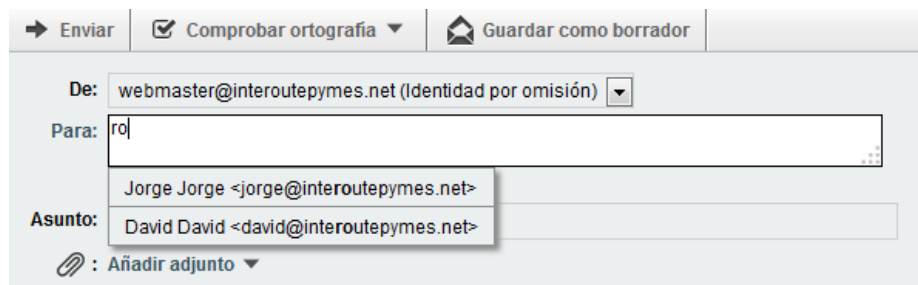 Enviar Comprobar ortografía Guardar como borrador
De: webmaster@interoutepymes.net (Identidad por omisión)
Para: ro
Jorge Jorge <jorge@interoutepymes.net>
Asunto:
David David <david@interoutepymes.net>
: Añadir adjunto